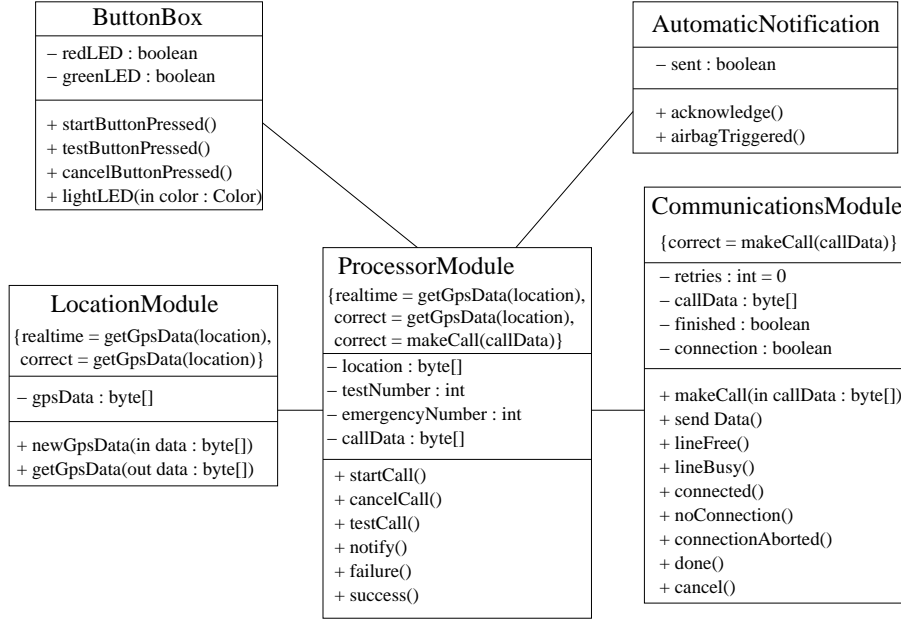 ButtonBox
– redLED : boolean
– greenLED : boolean
+ startButtonPressed()
+ testButtonPressed()
+ cancelButtonPressed()
+ lightLED(in color : Color)
AutomaticNotification
– sent : boolean
+ acknowledge()
+ airbagTriggered()
LocationModule
{realtime = getGpsData(location),
correct = getGpsData(location)}
– gpsData : byte[]
+ newGpsData(in data : byte[])
+ getGpsData(out data : byte[])
ProcessorModule
{realtime = getGpsData(location),
correct = getGpsData(location),
correct = makeCall(callData)}
– location : byte[]
– testNumber : int
– emergencyNumber : int
– callData : byte[]
+ startCall()
+ cancelCall()
+ testCall()
+ notify()
+ failure()
+ success()
CommunicationsModule
{correct = makeCall(callData)}
– retries : int = 0
– callData : byte[]
– finished : boolean
– connection : boolean
+ makeCall(in callData : byte[])
+ send Data()
+ lineFree()
+ lineBusy()
+ connected()
+ noConnection()
+ connectionAborted()
+ done()
+ cancel()